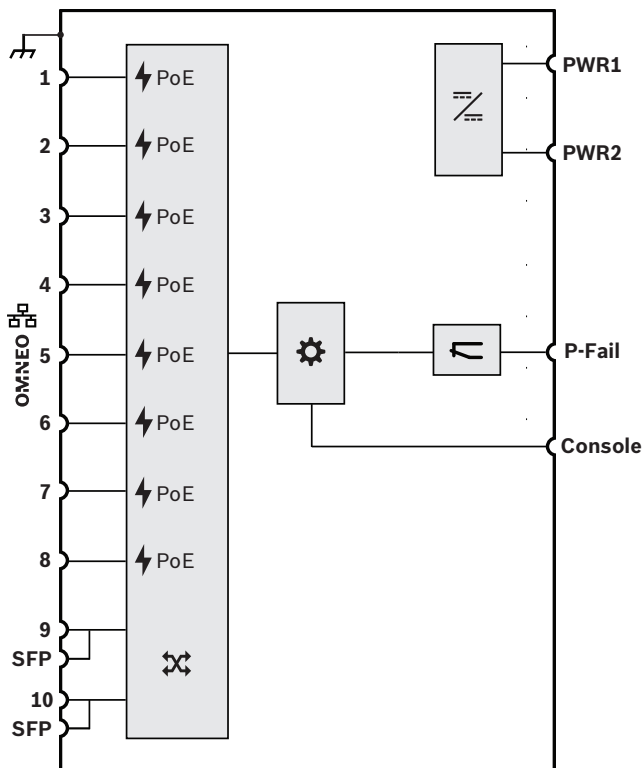 PWR1
1 PoE
2 PoE
PWR2
3 PoE
4 PoE
OMNEO
5 PoE
P-Fail
6 PoE
Console
7 PoE
8 PoE
9
SFP
10
SFP